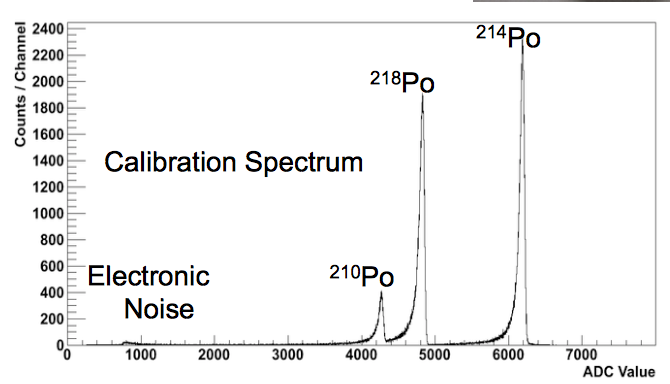 Counts / Channel
2400
2200
2000
1800
1600
1400
1200
1000
800
600
400
200
0
214Po
218Po
Calibration Spectrum
210Po
Electronic
Noise
0 1000 2000 3000 4000 5000 6000 7000
ADC Value